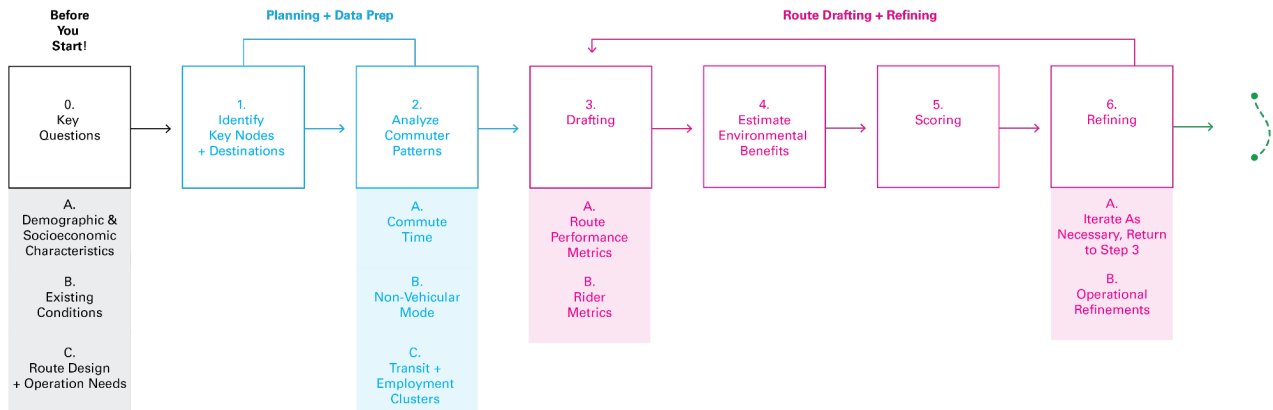 Before
You
Start!
Planning + Data Prep
Route Drafting + Refining
0.
Key
Questions
1.
Identify
Key Nodes
+ Destinations
2.
Analyze
Commuter
Patterns
3.
Drafting
4.
Estimate
Environmental
Benefits
5.
Scoring
6.
Refining
A.
Demographic &
Socioeconomic
Characteristics
B.
Existing
Conditions
C.
Route Design
+ Operation Needs
A.
Commute
Time
B.
Non-Vehicular
Mode
C.
Transit +
Employment
Clusters
A.
Route
Performance
Metrics
B.
Rider
Metrics
A.
Iterate As
Necessary, Return
to Step 3
B.
Operational
Refinements